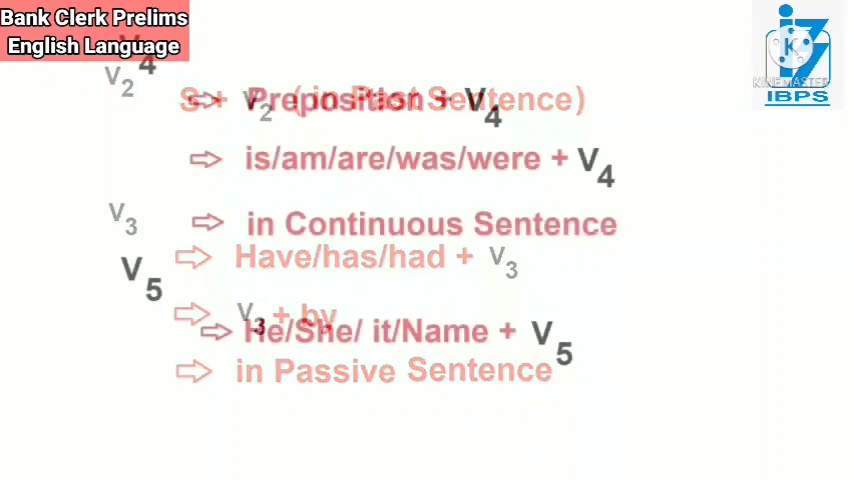 Bank Clerk Prelims
English Language
V4
V2
S + V2 (in Past Sentence)
⇨ Preposition + V4
⇨ is/am/are/was/were + V4
V3
⇨ in Continuous Sentence
⇨ Have/has/had + V3
V5
⇨ V3 + by
⇨ He/She/ it/Name + V5
⇨ in Passive Sentence
K
KINEMASTER
IBPS